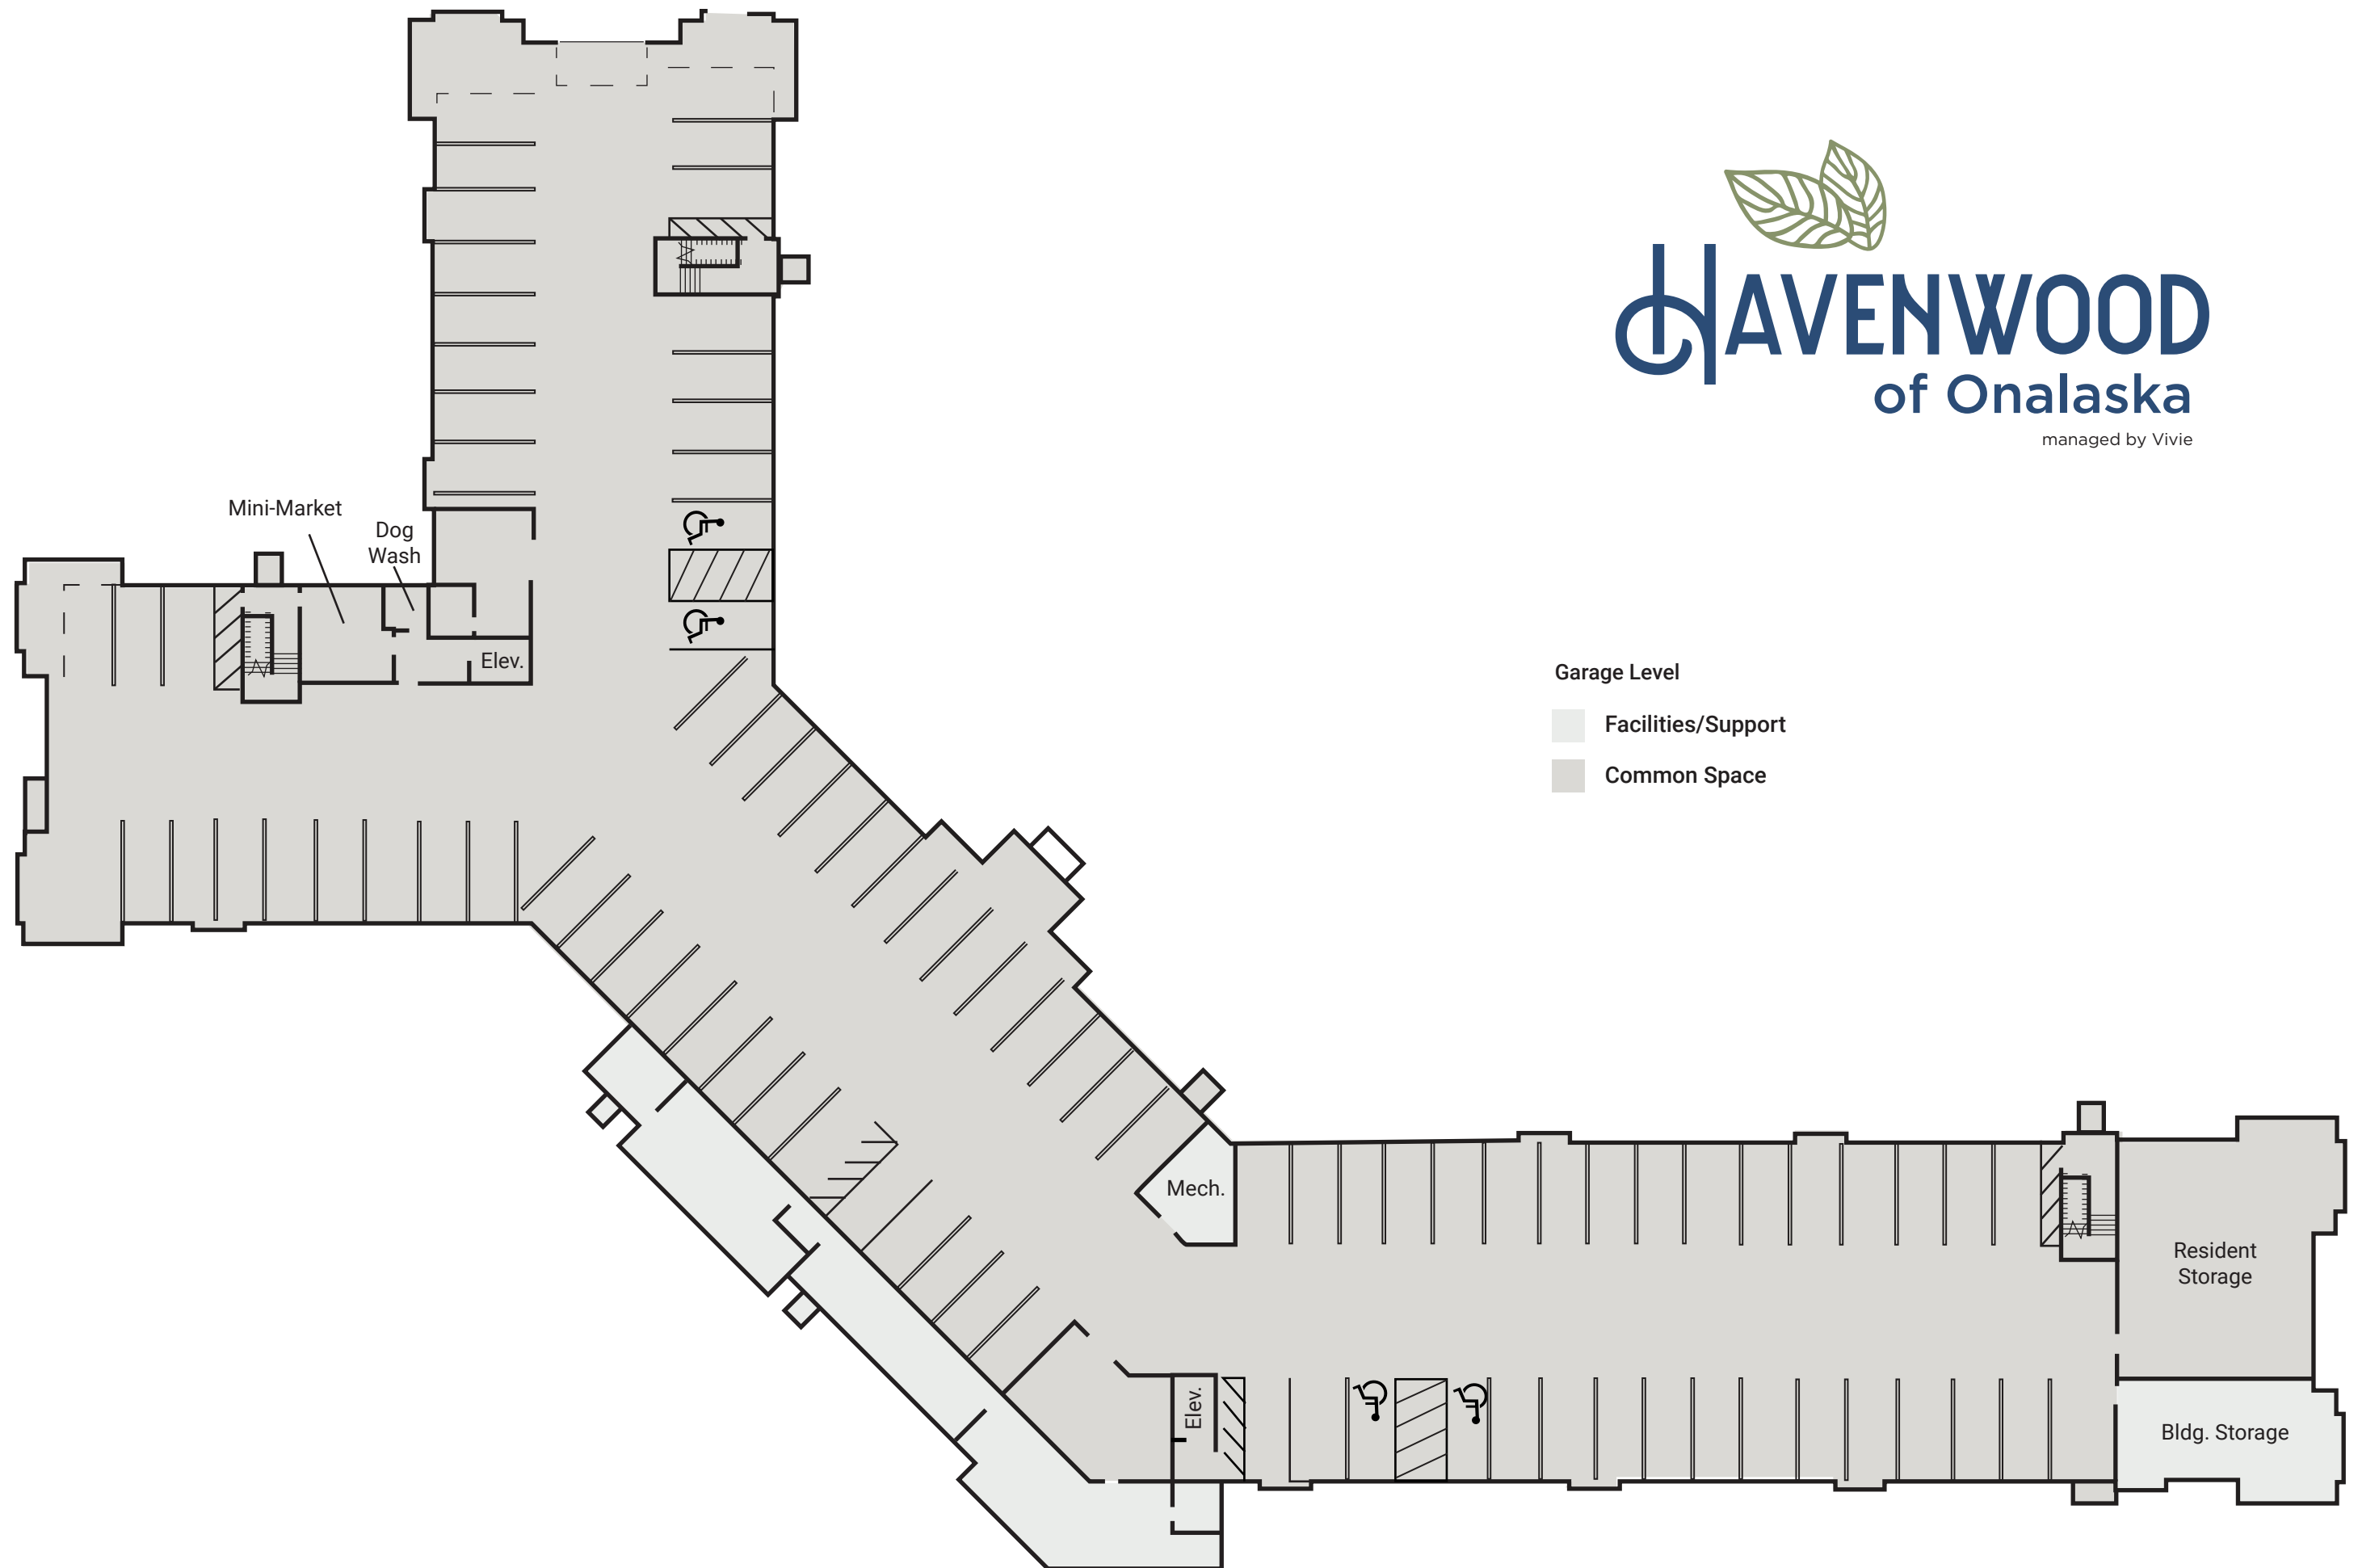 HAVENWOOD
of Onalaska
managed by Vivie
Mini-Market
Dog
Wash
Elev.
Garage Level
Facilities/Support
Common Space
Mech.
Resident
Storage
Elev.
Bldg. Storage